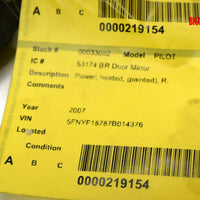 A B C
0000219154
Stock # 00033062 Model PILOT
IC # 53174 BR Door Mirror
Description Power, heated, (painted), R.
Comments
Year 2007
VIN 5FNYF18787B014376
Located
Condition
A B C A B C
0000219154